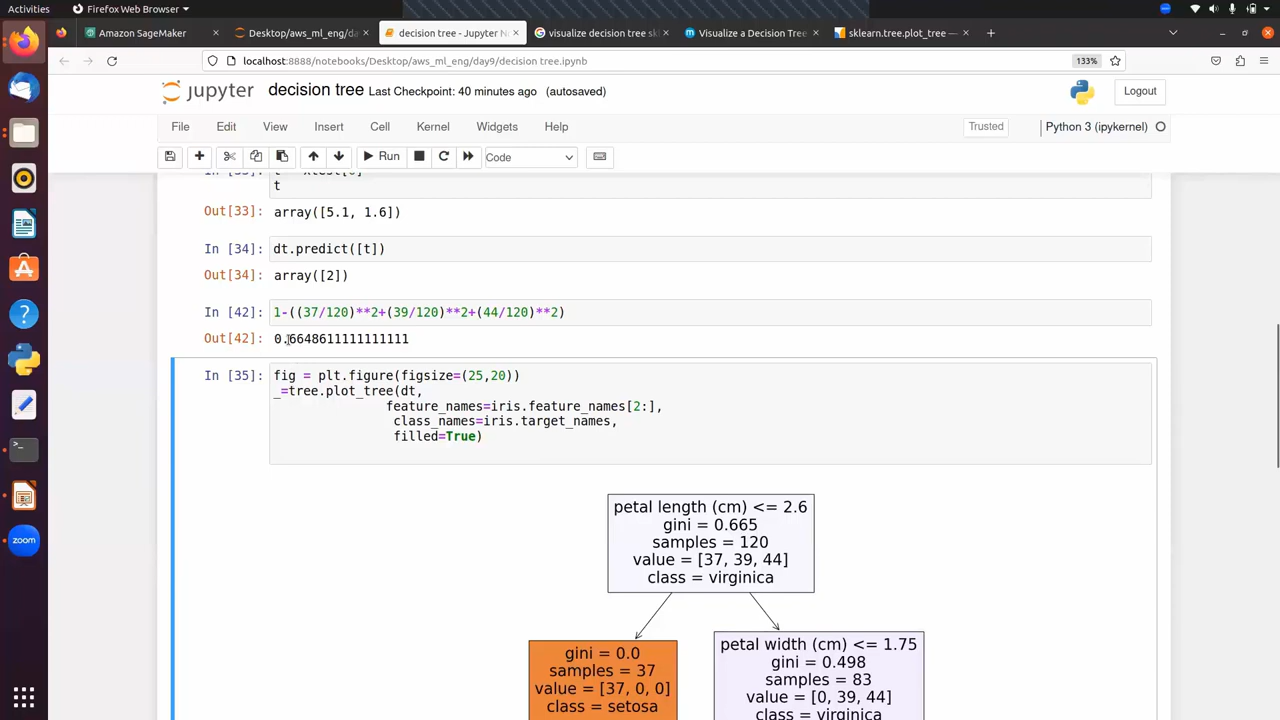 Activities
Firefox Web Browser
Amazon SageMaker
Desktop/aws_ml_eng/da
decision tree - Jupyter N
visualize decision tree sk
Visualize a Decision Tree
sklearn.tree.plot_tree —
localhost:8888/notebooks/Desktop/aws_ml_eng/day9/decision tree.ipynb
133%
jupyter decision tree Last Checkpoint: 40 minutes ago (autosaved)
Logout
File Edit View Insert Cell Kernel Widgets Help
Trusted
Python 3 (ipykernel)
Run
Code
t
Out[33]: array([5.1, 1.6])
In [34]: dt.predict([t])
Out[34]: array([2])
In [42]: 1-((37/120)**2+(39/120)**2+(44/120)**2)
Out[42]: 0.6648611111111111
In [35]: fig = plt.figure(figsize=(25,20))
_=tree.plot_tree(dt,
feature_names=iris.feature_names[2:],
class_names=iris.target_names,
filled=True)
petal length (cm) <= 2.6
gini = 0.665
samples = 120
value = [37, 39, 44]
class = virginica
gini = 0.0
samples = 37
value = [37, 0, 0]
class = setosa
petal width (cm) <= 1.75
gini = 0.498
samples = 83
value = [0, 39, 44]
class = virginica
zoom